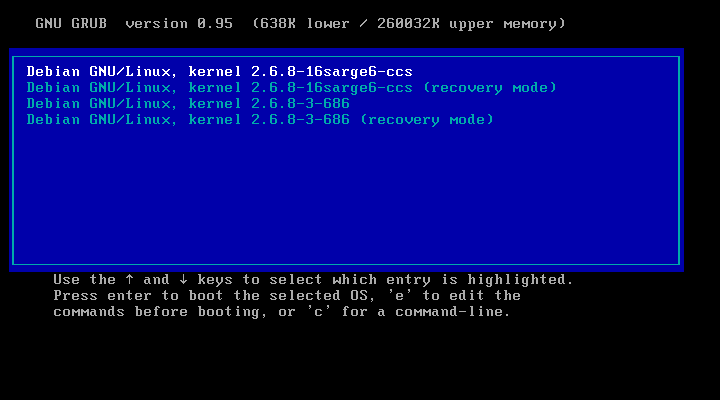 GNU GRUB  version 0.95  (638K lower / 260032K upper memory)
Debian GNU/Linux, kernel 2.6.8-16sarge6-ccs
Debian GNU/Linux, kernel 2.6.8-16sarge6-ccs (recovery mode)
Debian GNU/Linux, kernel 2.6.8-3-686
Debian GNU/Linux, kernel 2.6.8-3-686 (recovery mode)
Use the ↑ and ↓ keys to select which entry is highlighted.
Press enter to boot the selected OS, 'e' to edit the
commands before booting, or 'c' for a command-line.